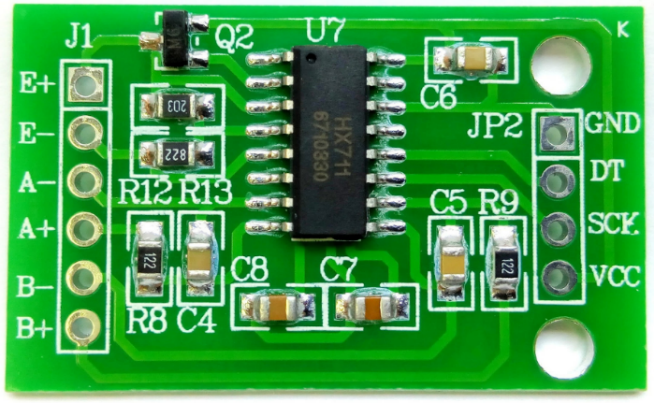 J1
M6
Q2
U7
K
E+
C6
203
HX711
JP2
GND
E-
822
A-
DT
R12 R13
A+
C5 R9
SCK
122
122
B-
C8
C7
VCC
B+
R8 C4